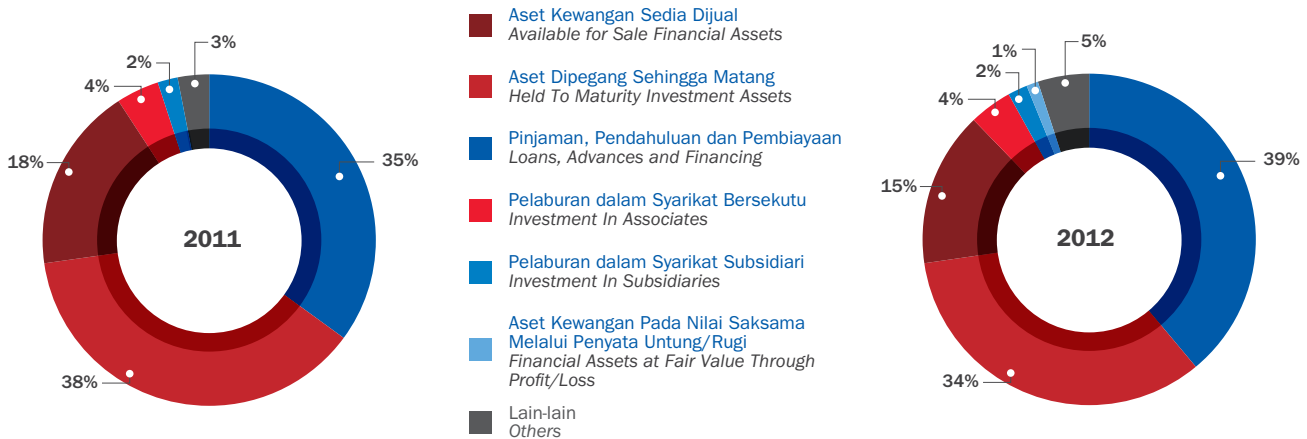 3%
2%
4%
18%
35%
2011
38%
Aset Kewangan Sedia Dijual
Available for Sale Financial Assets
Aset Dipegang Sehingga Matang
Held To Maturity Investment Assets
Pinjaman, Pendahuluan dan Pembiayaan
Loans, Advances and Financing
Pelaburan dalam Syarikat Bersekutu
Investment In Associates
Pelaburan dalam Syarikat Subsidiari
Investment In Subsidiaries
Aset Kewangan Pada Nilai Saksama
Melalui Penyata Untung/Rugi
Financial Assets at Fair Value Through
Profit/Loss
Lain-lain
Others
5%
1%
2%
4%
15%
39%
2012
34%